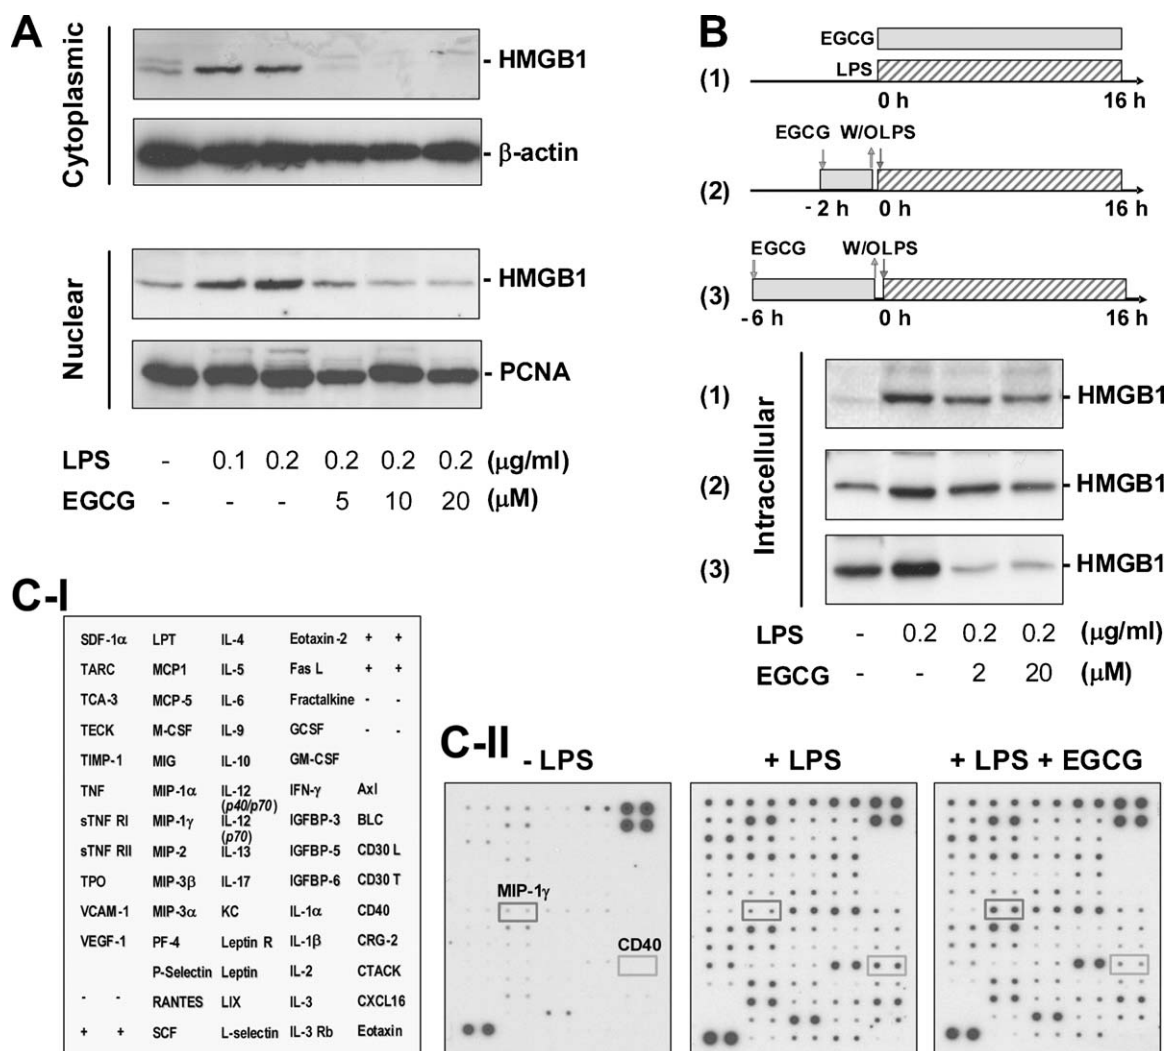 A
Cytoplasmic
- HMGB1
- β-actin
Nuclear
- HMGB1
- PCNA
LPS - 0.1 0.2 0.2 0.2 0.2 (μg/ml)
EGCG - - - 5 10 20 (μM)
B
EGCG
LPS
(1)
0 h 16 h
EGCG W/O LPS
(2)
-2 h 0 h 16 h
EGCG W/O LPS
(3)
-6 h 0 h 16 h
Intracellular
(1) - HMGB1
(2) - HMGB1
(3) - HMGB1
LPS - 0.2 0.2 0.2 (μg/ml)
EGCG - - 2 20 (μM)
C-I
SDF-1α LPT IL-4 Eotaxin-2 + +
TARC MCP1 IL-5 Fas L + +
TCA-3 MCP-5 IL-6 Fractalkine - -
TECK M-CSF IL-9 GCSF - -
TIMP-1 MIG IL-10 GM-CSF
TNF MIP-1α IL-12 (p40/p70) IFN-γ Axl
sTNF RI MIP-1γ IL-12 (p70) IGFBP-3 BLC
sTNF RII MIP-2 IL-13 IGFBP-5 CD30 L
TPO MIP-3β IL-17 IGFBP-6 CD30 T
VCAM-1 MIP-3α KC IL-1α CD40
VEGF-1 PF-4 Leptin R IL-1β CRG-2
P-Selectin Leptin IL-2 CTACK
- - RANTES LIX IL-3 CXCL16
+ + SCF L-selectin IL-3 Rb Eotaxin
C-II
- LPS
+ LPS
+ LPS + EGCG
MIP-1γ
CD40